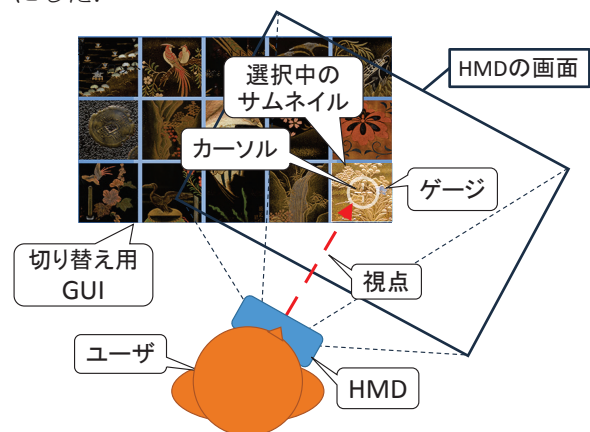 にした.
HMDの画面
選択中の
サムネイル
カーソル
ゲージ
切り替え用
GUI
視点
ユーザ
HMD